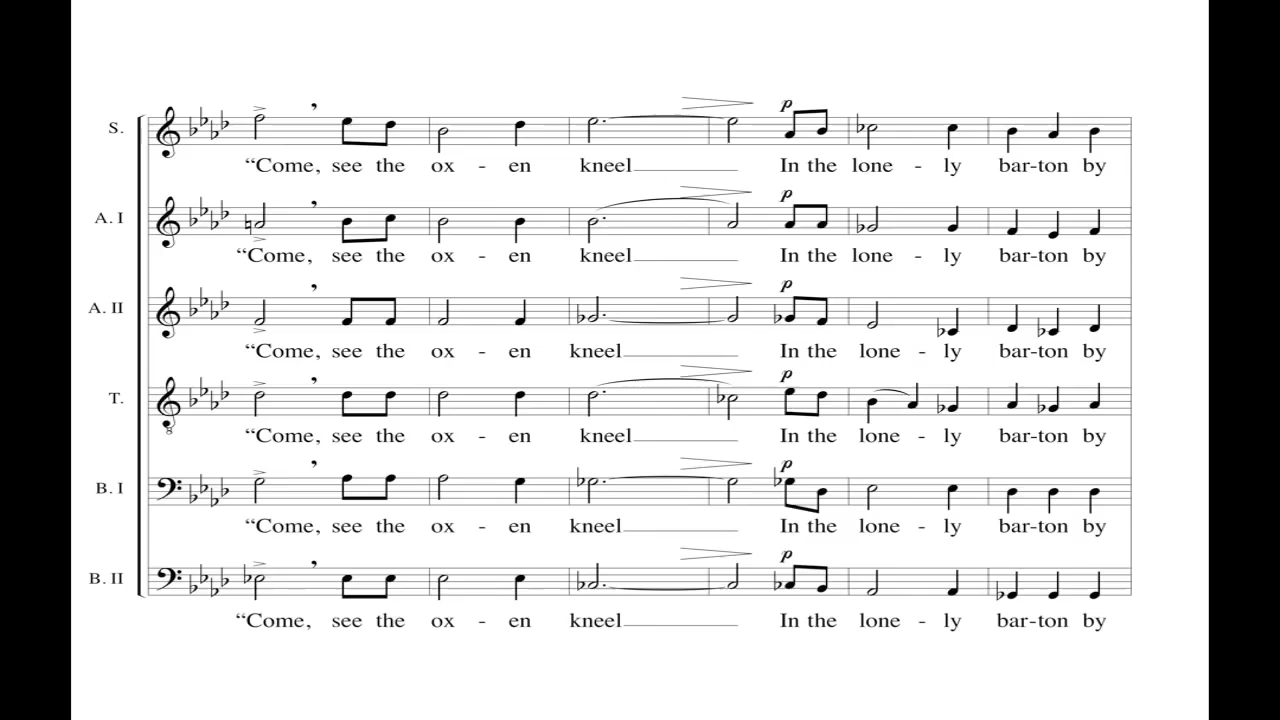 p
S.
“Come, see the ox - en kneel In the lone - ly bar-ton by
p
A. I
“Come, see the ox - en kneel In the lone - ly bar-ton by
p
A. II
“Come, see the ox - en kneel In the lone - ly bar-ton by
p
T.
8
“Come, see the ox - en kneel In the lone - ly bar-ton by
p
B. I
“Come, see the ox - en kneel In the lone - ly bar-ton by
p
B. II
“Come, see the ox - en kneel In the lone - ly bar-ton by